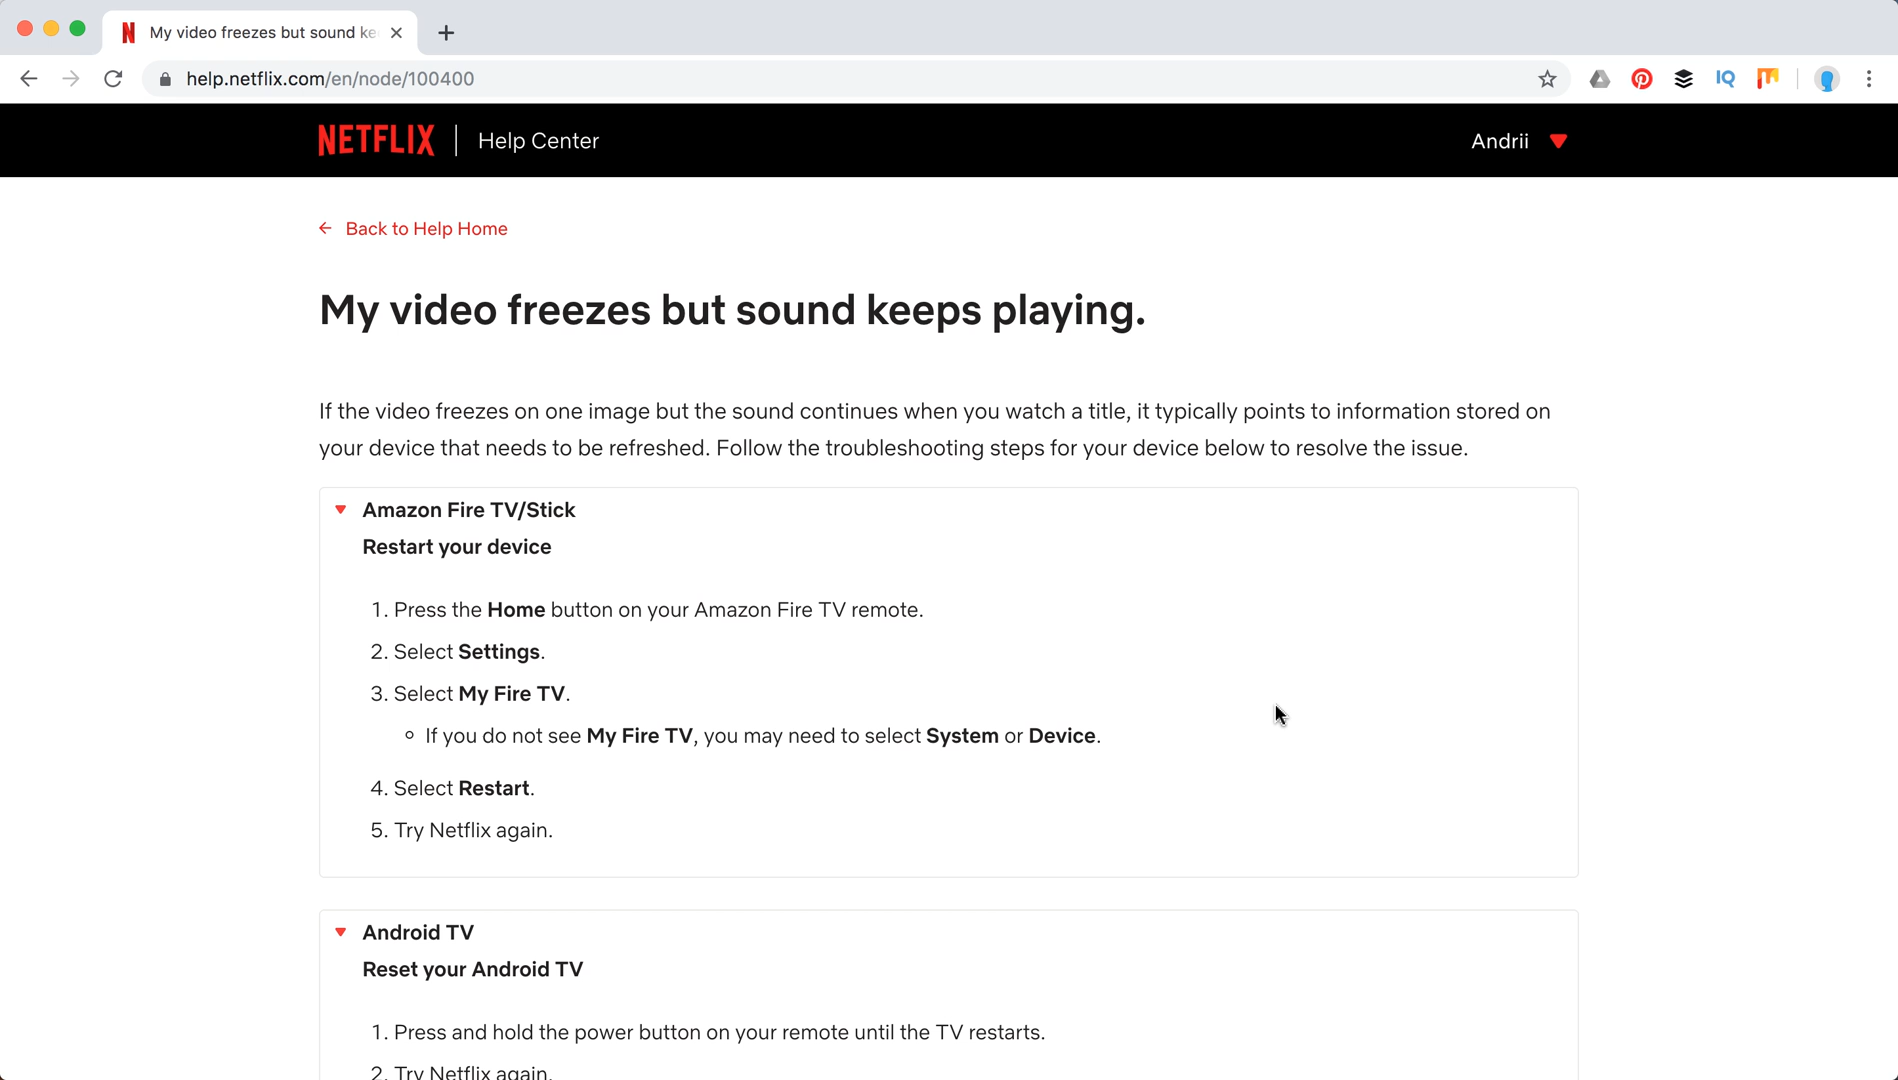 My video freezes but sound ke
help.netflix.com/en/node/100400
IQ
NETFLIX
Help Center
Andrii
Back to Help Home
My video freezes but sound keeps playing.
If the video freezes on one image but the sound continues when you watch a title, it typically points to information stored on
your device that needs to be refreshed. Follow the troubleshooting steps for your device below to resolve the issue.
Amazon Fire TV/Stick
Restart your device
1. Press the Home button on your Amazon Fire TV remote.
2. Select Settings.
3. Select My Fire TV.
If you do not see My Fire TV, you may need to select System or Device.
4. Select Restart.
5. Try Netflix again.
Android TV
Reset your Android TV
1. Press and hold the power button on your remote until the TV restarts.
2. Try Netflix again.